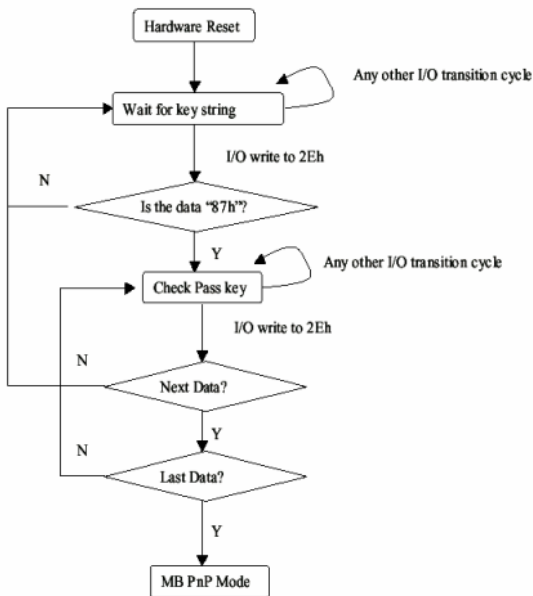 Hardware Reset
Any other I/O transition cycle
Wait for key string
I/O write to 2Eh
N
Is the data “87h”?
Y
Any other I/O transition cycle
Check Pass key
I/O write to 2Eh
N
Next Data?
Y
N
Last Data?
Y
MB PnP Mode